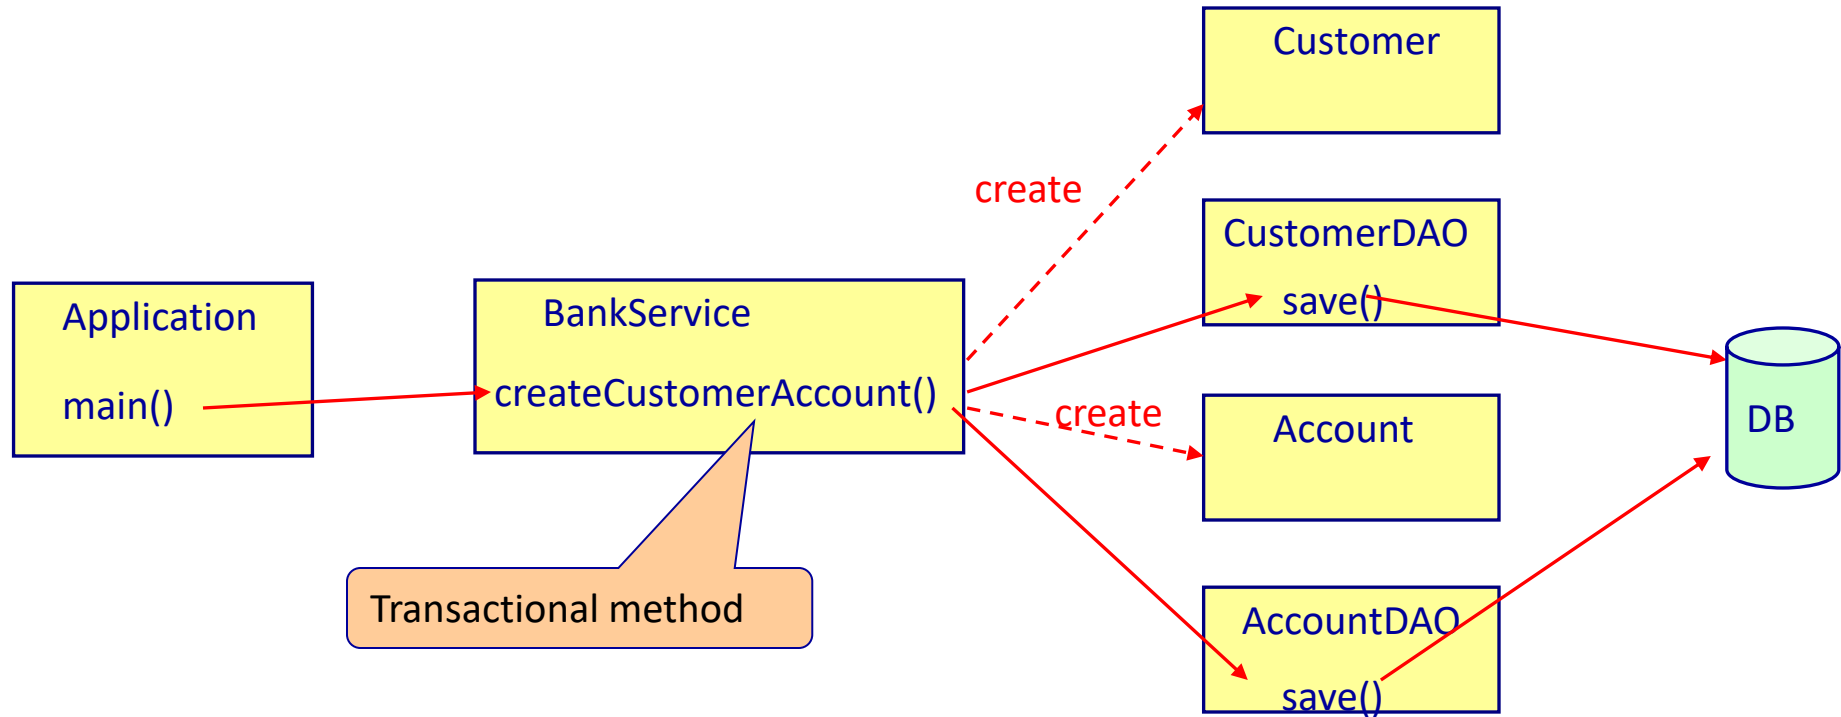 Application
main()
BankService
createCustomerAccount()
Transactional method
create
create
Customer
CustomerDAO
save()
Account
AccountDAO
save()
DB